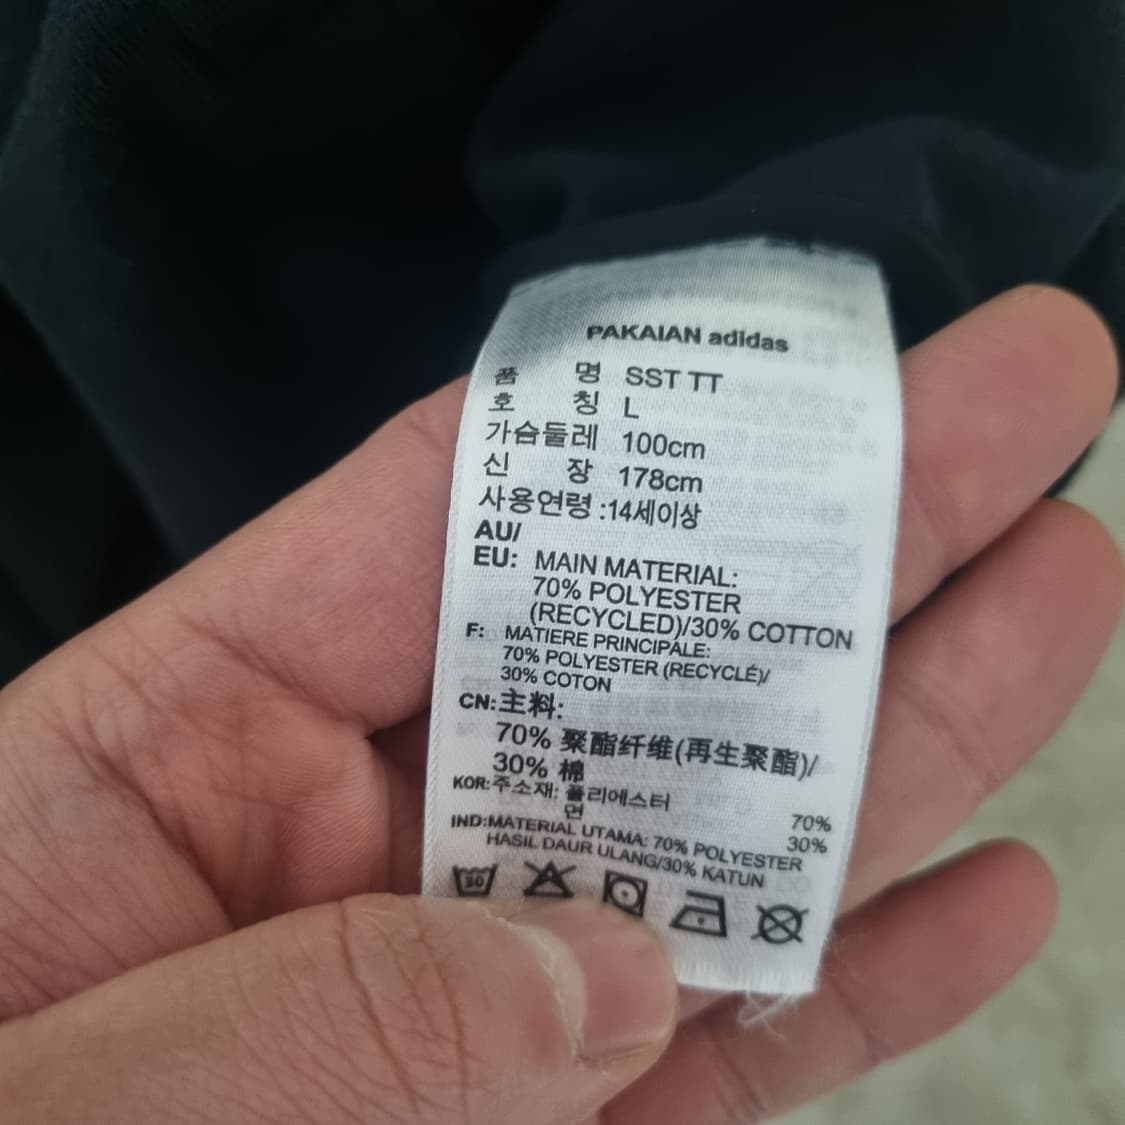 PAKAIAN adidas
품 명 SST TT
호 칭 L
가슴둘레 100cm
신 장 178cm
사용연령 :14세이상
AU/
EU: MAIN MATERIAL:
70% POLYESTER
(RECYCLED)/30% COTTON
F: MATIERE PRINCIPALE:
70% POLYESTER (RECYCLÉ)/
30% COTON
CN:主料:
70% 聚酯纤维(再生聚酯)/
30% 棉
KOR:주소재: 폴리에스터 70%
면 30%
IND:MATERIAL UTAMA: 70% POLYESTER
HASIL DAUR ULANG/30% KATUN
30